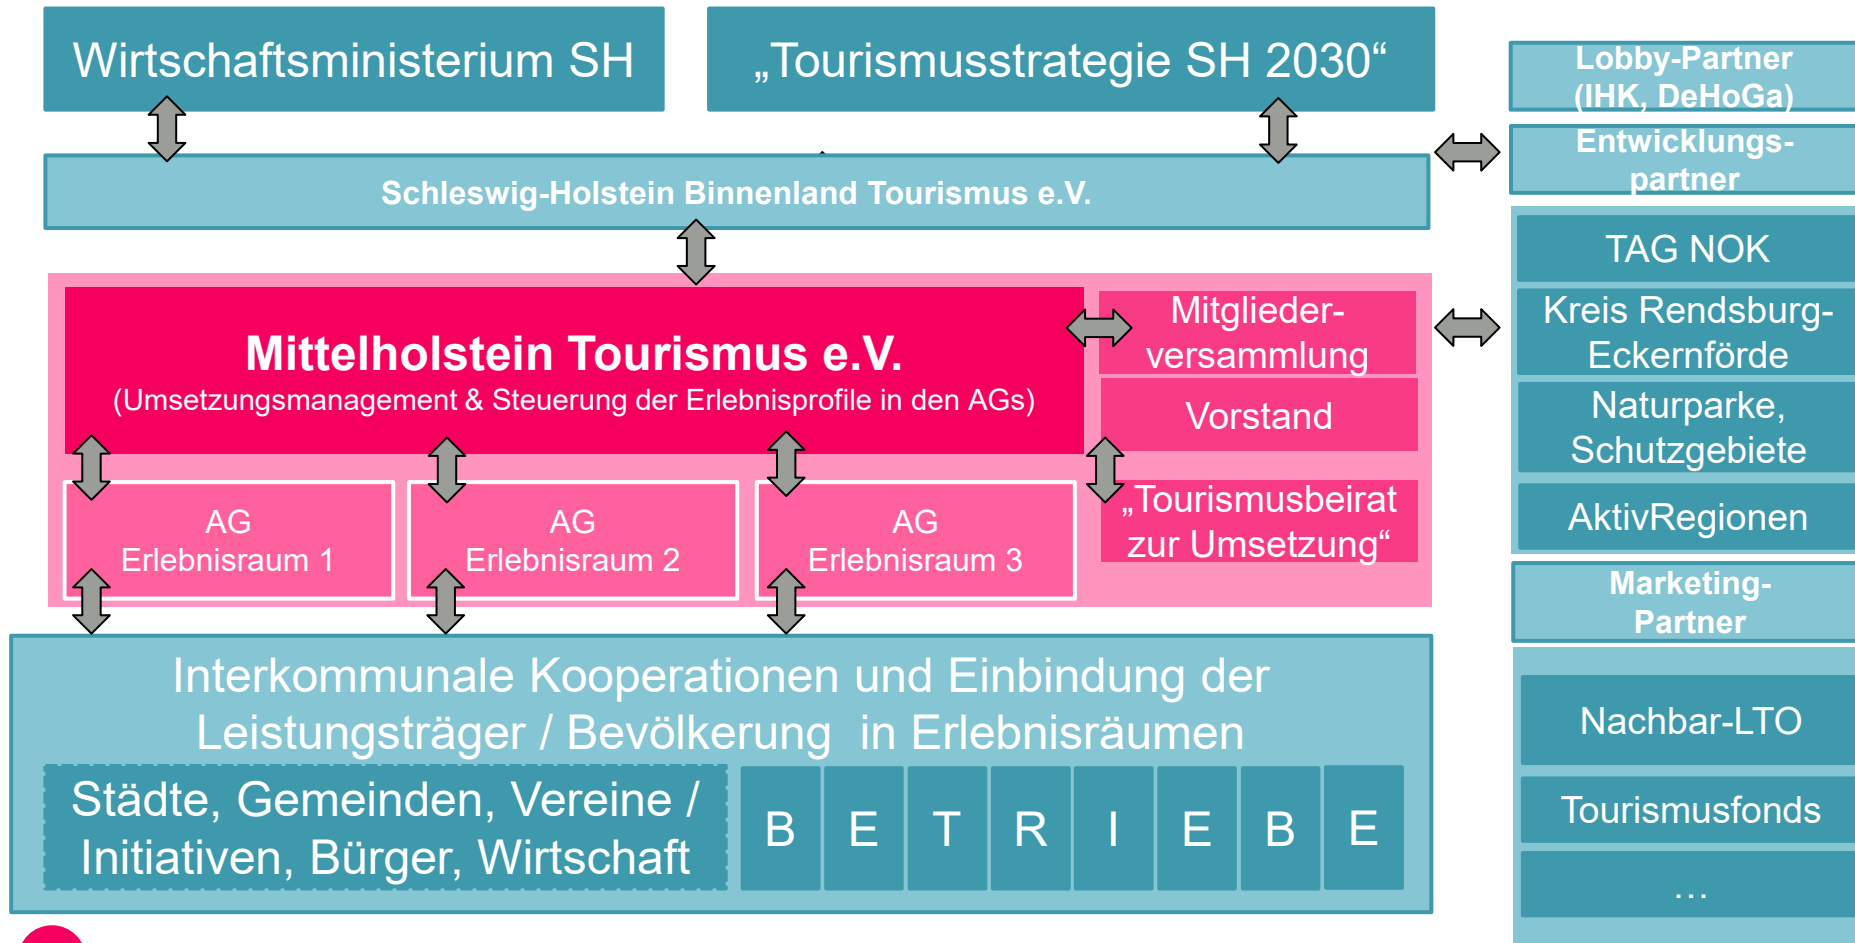 Wirtschaftsministerium SH
„Tourismusstrategie SH 2030“
Schleswig-Holstein Binnenland Tourismus e.V.
Mittelholstein Tourismus e.V.
(Umsetzungsmanagement & Steuerung der Erlebnisprofile in den AGs)
Mitglieder-
versammlung
Vorstand
„Tourismusbeirat
zur Umsetzung“
AG
Erlebnisraum 1
AG
Erlebnisraum 2
AG
Erlebnisraum 3
Interkommunale Kooperationen und Einbindung der
Leistungsträger / Bevölkerung in Erlebnisräumen
Städte, Gemeinden, Vereine /
Initiativen, Bürger, Wirtschaft
B E T R I E B E
Lobby-Partner
(IHK, DeHoGa)
Entwicklungs-
partner
TAG NOK
Kreis Rendsburg-
Eckernförde
Naturparke,
Schutzgebiete
AktivRegionen
Marketing-
Partner
Nachbar-LTO
Tourismusfonds
…